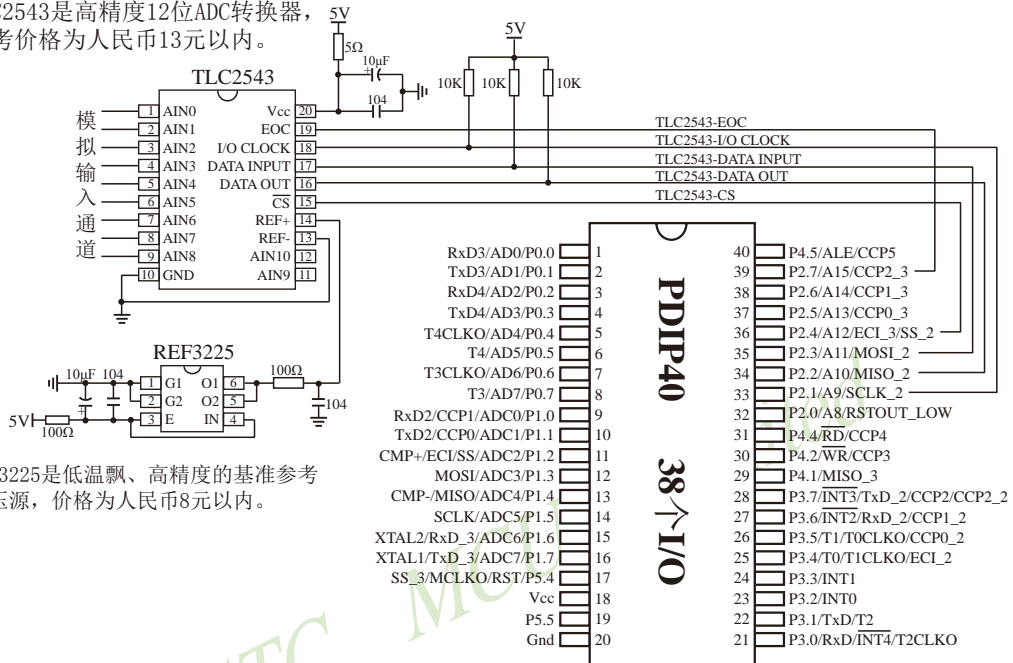 C2543是高精度12位ADC转换器,
考价格为人民币13元以内。
5V
5Ω
10μF
+
104
5V
10K
10K
10K
TLC2543
模拟输入通道
1 AIN0
2 AIN1
3 AIN2
4 AIN3
5 AIN4
6 AIN5
7 AIN6
8 AIN7
9 AIN8
10 GND
Vcc 20
EOC 19
I/O CLOCK 18
DATA INPUT 17
DATA OUT 16
CS 15
REF+ 14
REF- 13
AIN10 12
AIN9 11
TLC2543-EOC
TLC2543-I/O CLOCK
TLC2543-DATA INPUT
TLC2543-DATA OUT
TLC2543-CS
REF3225
10μF 104
+
1 G1
2 G2
3 E
O1 6
O2 5
IN 4
100Ω
104
5V
100Ω
3225是低温飘、高精度的基准参考
压源，价格为人民币8元以内。
PDIP40
38个I/O
RxD3/AD0/P0.0 1
TxD3/AD1/P0.1 2
RxD4/AD2/P0.2 3
TxD4/AD3/P0.3 4
T4CLKO/AD4/P0.4 5
T4/AD5/P0.5 6
T3CLKO/AD6/P0.6 7
T3/AD7/P0.7 8
RxD2/CCP1/ADC0/P1.0 9
TxD2/CCP0/ADC1/P1.1 10
CMP+/ECI/SS/ADC2/P1.2 11
MOSI/ADC3/P1.3 12
CMP-/MISO/ADC4/P1.4 13
SCLK/ADC5/P1.5 14
XTAL2/RxD_3/ADC6/P1.6 15
XTAL1/TxD_3/ADC7/P1.7 16
SS_3/MCLKO/RST/P5.4 17
Vcc 18
P5.5 19
Gnd 20
40 P4.5/ALE/CCP5
39 P2.7/A15/CCP2_3
38 P2.6/A14/CCP1_3
37 P2.5/A13/CCP0_3
36 P2.4/A12/ECI_3/SS_2
35 P2.3/A11/MOSI_2
34 P2.2/A10/MISO_2
33 P2.1/A9/SCLK_2
32 P2.0/A8/RSTOUT_LOW
31 P4.4/RD/CCP4
30 P4.2/WR/CCP3
29 P4.1/MISO_3
28 P3.7/INT3/TxD_2/CCP2/CCP2_2
27 P3.6/INT2/RxD_2/CCP1_2
26 P3.5/T1/T0CLKO/CCP0_2
25 P3.4/T0/T1CLKO/ECI_2
24 P3.3/INT1
23 P3.2/INT0
22 P3.1/TxD/T2
21 P3.0/RxD/INT4/T2CLKO
MCU